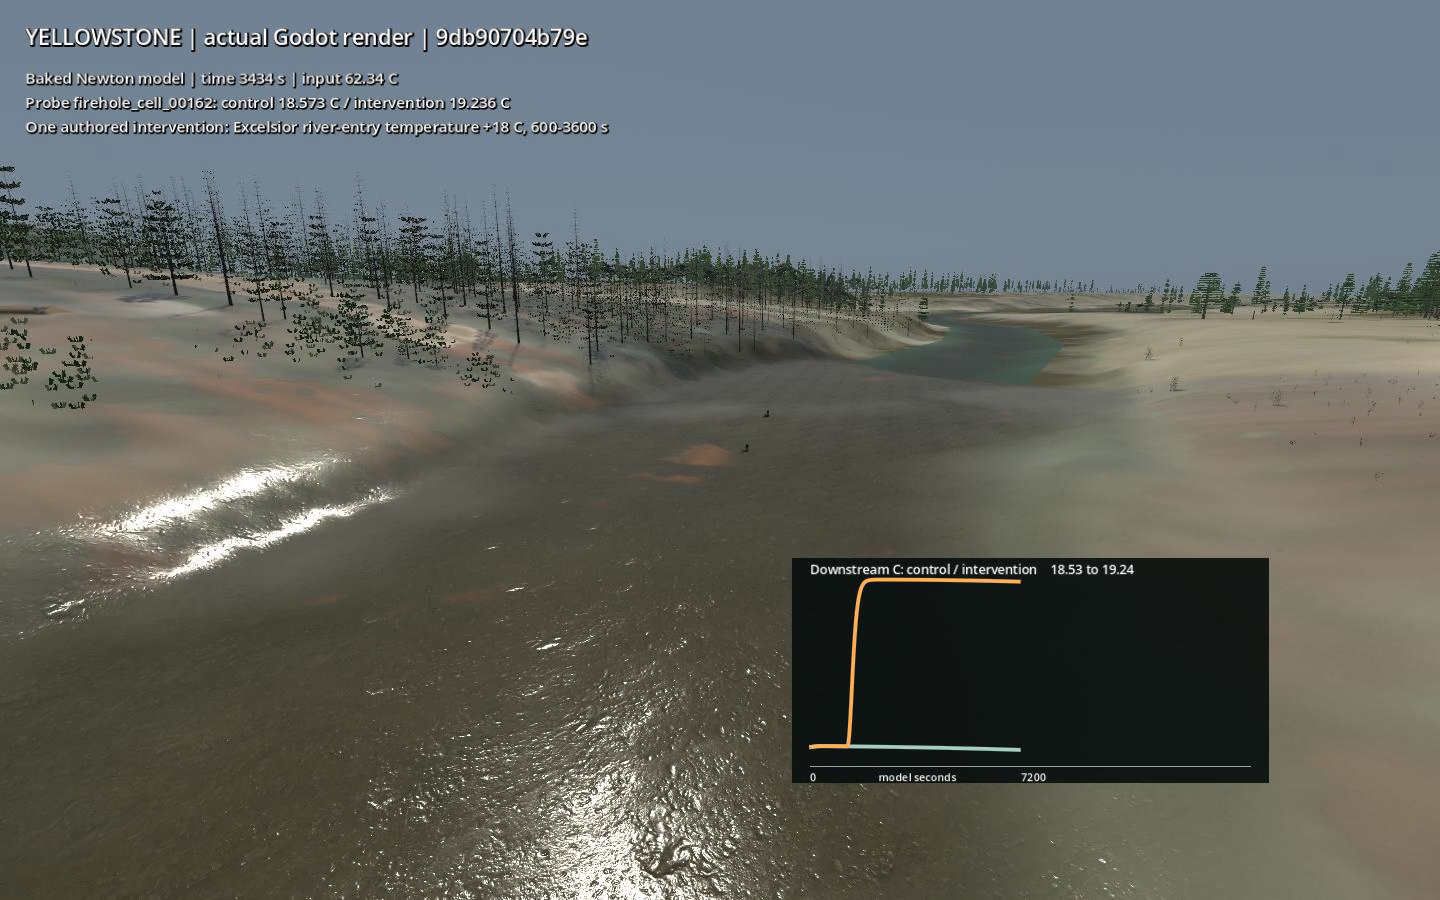 YELLOWSTONE | actual Godot render | 9db90704b79e
Baked Newton model | time 3434 s | input 62.34 C
Probe firehole_cell_00162: control 18.573 C / intervention 19.236 C
One authored intervention: Excelsior river-entry temperature +18 C, 600-3600 s
Downstream C: control / intervention 18.53 to 19.24
0 model seconds 7200